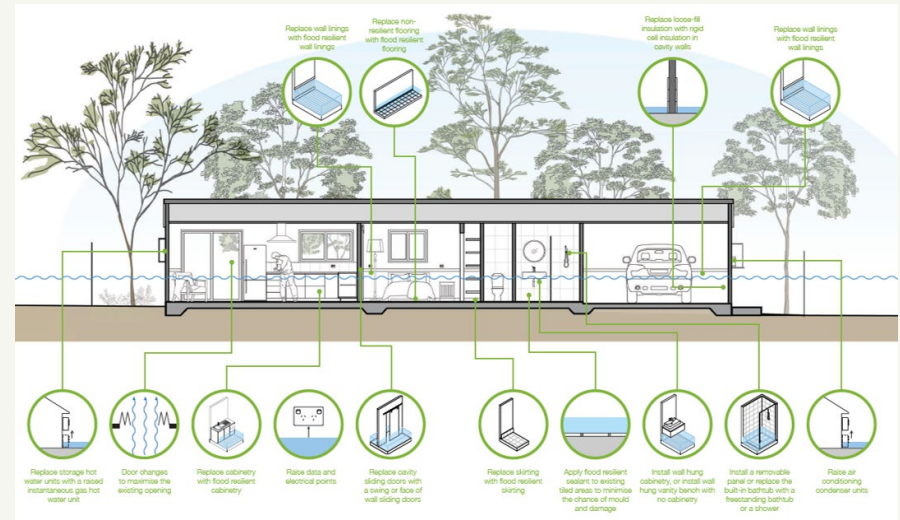 Replace wall linings
with flood resilient
wall linings
Replace non-
resilient flooring
with flood resilient
flooring
Replace loose-fill
insulation with rigid
cell insulation in
cavity walls
Replace wall linings
with flood resilient
wall linings
Replace storage hot
water units with a raised
instantaneous gas hot
water unit
Door changes
to maximise the
existing opening
Replace cabinetry
with flood resilient
cabinetry
Raise data and
electrical points
Replace cavity
sliding doors with
a swing or face of
wall sliding doors
Replace skirting
with flood resilient
skirting
Apply flood resilient
sealant to existing
tiled areas to minimise
the chance of mould
and damage
Install wall hung
cabinetry, or install wall
hung vanity bench with
no cabinetry
Install a removable
panel or replace the
built-in bathtub with a
freestanding bathtub
or a shower
Raise air
conditioning
condenser units